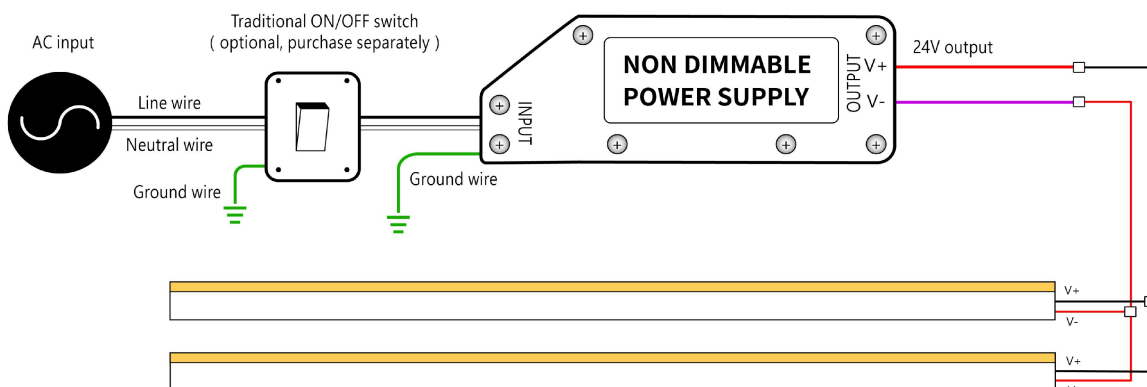 Traditional ON/OFF switch
AC input
( optional, purchase separately )
Line wire
Neutral wire
Ground wire
Ground wire
INPUT
NON DIMMABLE
POWER SUPPLY
OUTPUT
V+
V-
24V output
V+
V-
V+